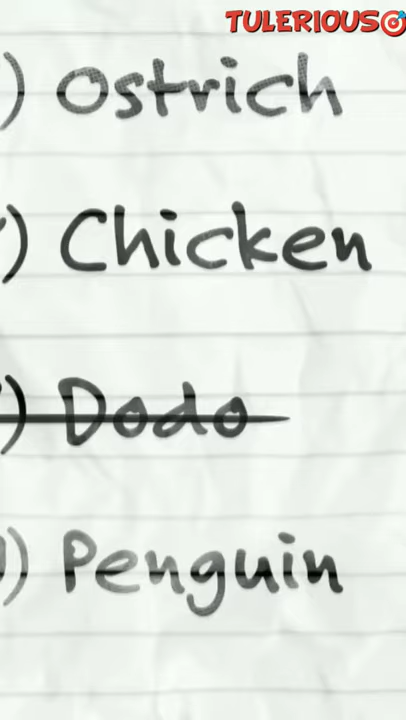 TULERIOUS
) Ostrich
) Chicken
) Dodo
) Penguin